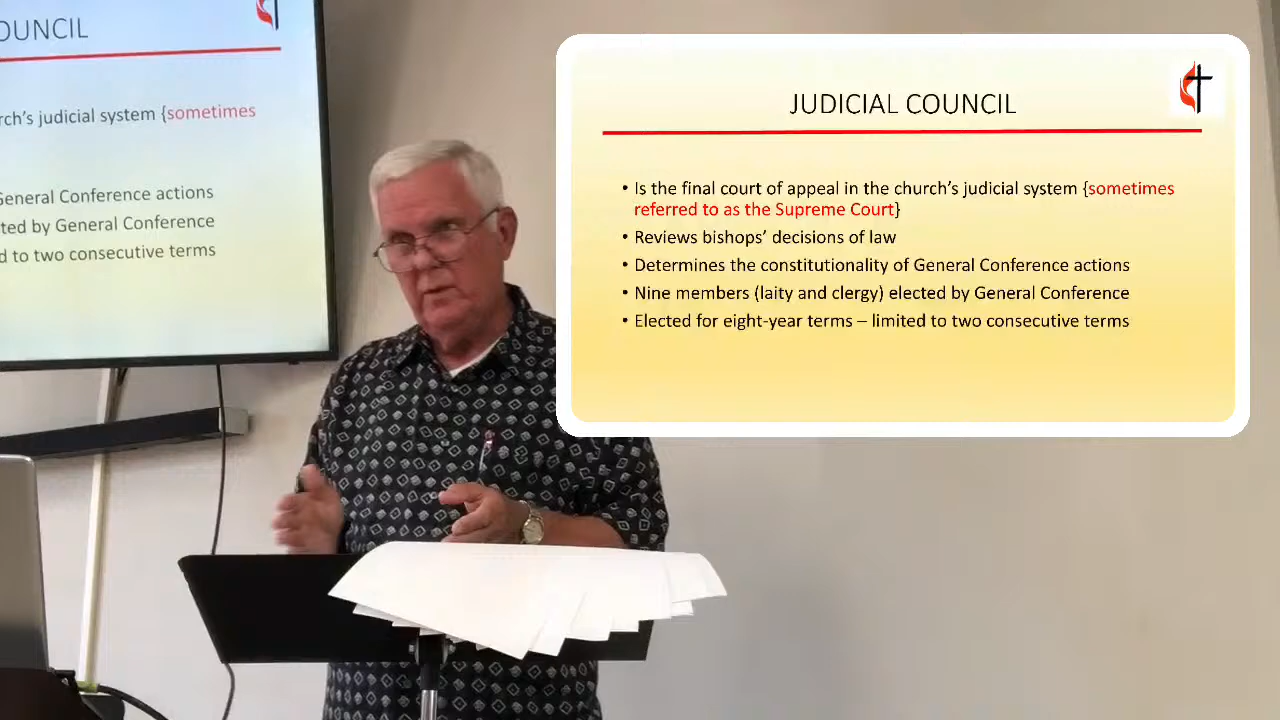 OUNCIL
rch's judicial system {sometimes
General Conference actions
ted by General Conference
d to two consecutive terms
JUDICIAL COUNCIL
• Is the final court of appeal in the church's judicial system {sometimes
referred to as the Supreme Court}
• Reviews bishops' decisions of law
• Determines the constitutionality of General Conference actions
• Nine members (laity and clergy) elected by General Conference
• Elected for eight-year terms – limited to two consecutive terms